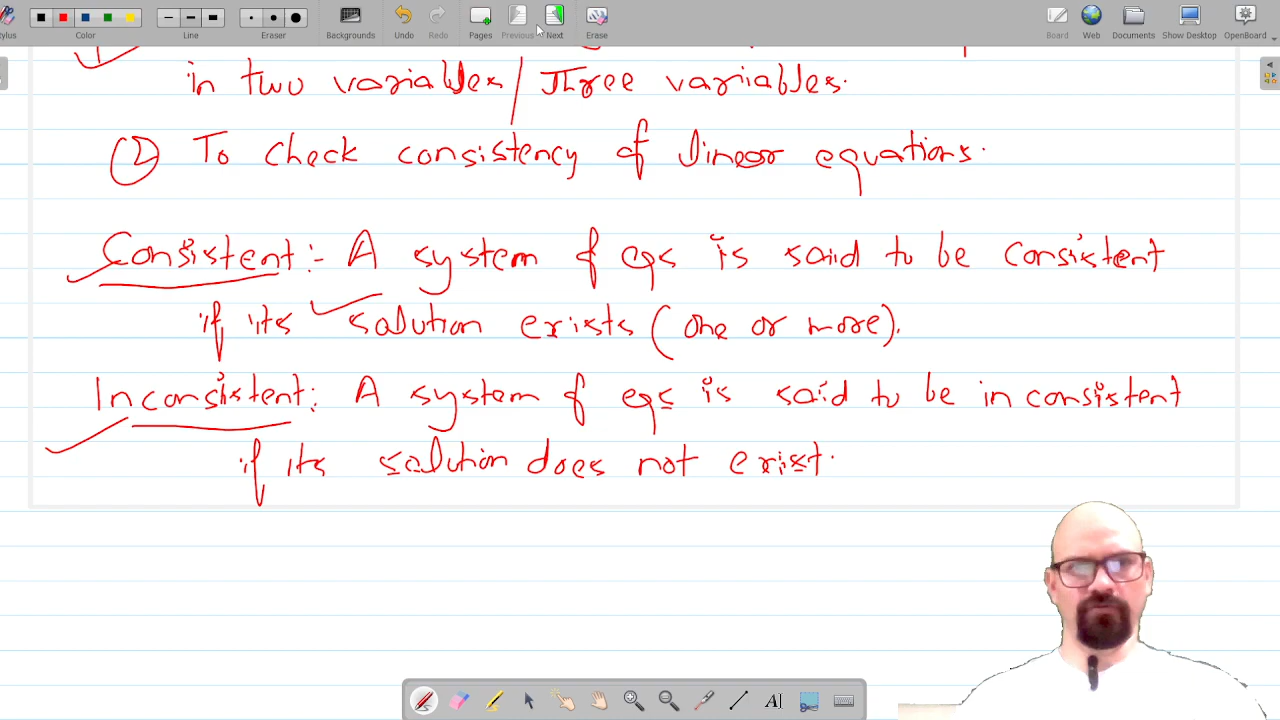 Stylus
Color
Line
Eraser
Backgrounds
Undo
Redo
Pages
Previous
Next
Erase
Board
Web
Documents
Show Desktop
OpenBoard
in two variables / Three variables.
(2) To check consistency of linear equations.
Consistent :- A system of eqs is said to be consistent
if its solution exists (one or more).
Inconsistent : A system of eqs is said to be inconsistent
if its solution does not exist.